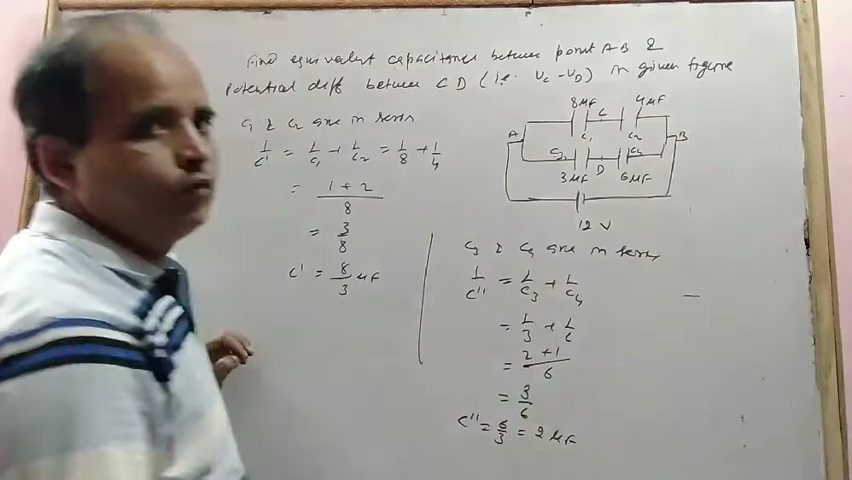 Find equivalent capacitance between point AB &
Potential diff between CD (i.e. Vc - VD) in given figure
C1 & C2 are in series
1/C' = 1/C1 + 1/C2 = 1/8 + 1/4
= 1 + 2 / 8
= 3/8
C' = 8/3 μF
8μF C 4μF
A C1 C2 B
C3 C4
3μF D 6μF
12 V
C3 & C4 are in series
1/C'' = 1/C3 + 1/C4
= 1/3 + 1/6
= 2 + 1 / 6
= 3/6
C'' = 6/3 = 2 μF